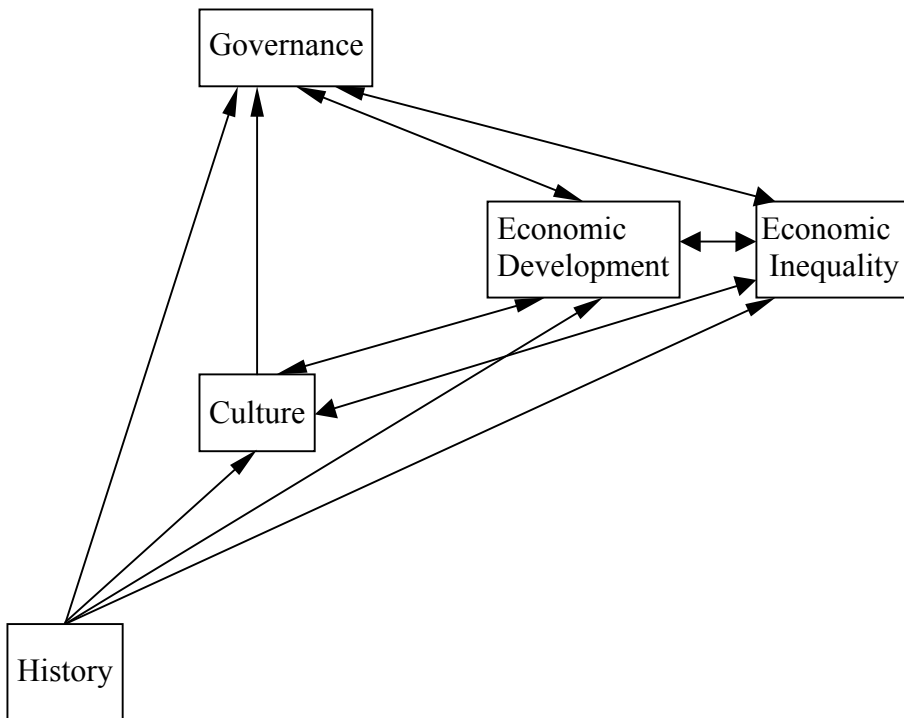 Governance
Economic
Development
Economic
Inequality
Culture
History